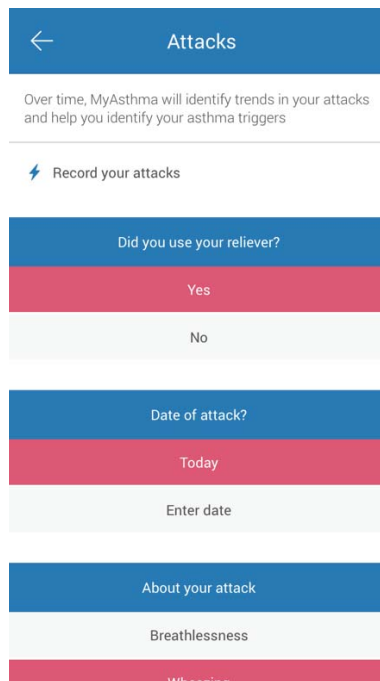 Attacks
Over time, MyAsthma will identify trends in your attacks
and help you identify your asthma triggers
Record your attacks
Did you use your reliever?
Yes
No
Date of attack?
Today
Enter date
About your attack
Breathlessness
Wheezing